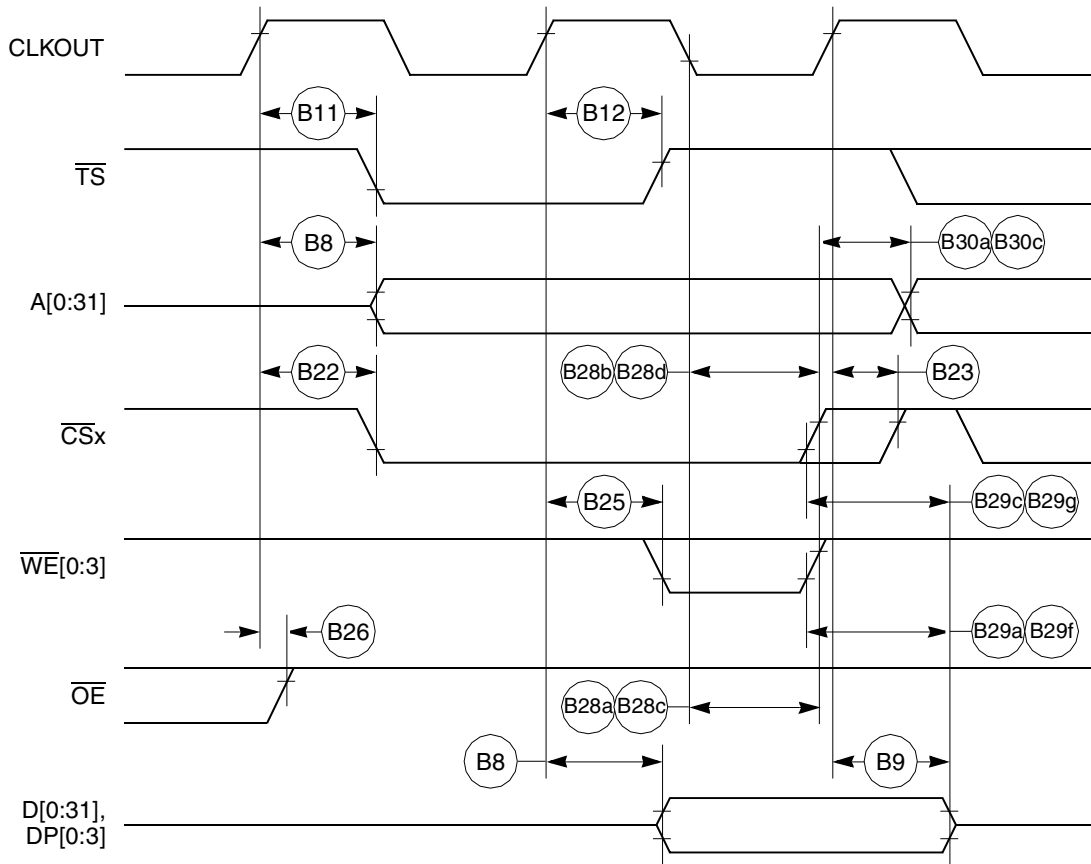 CLKOUT
B11 B12
TS
B8 B30a B30c
A[0:31]
B22 B28b B28d B23
CSx
B25 B29c B29g
WE[0:3]
B26 B29a B29f
OE
B28a B28c
B8 B9
D[0:31],
DP[0:3]